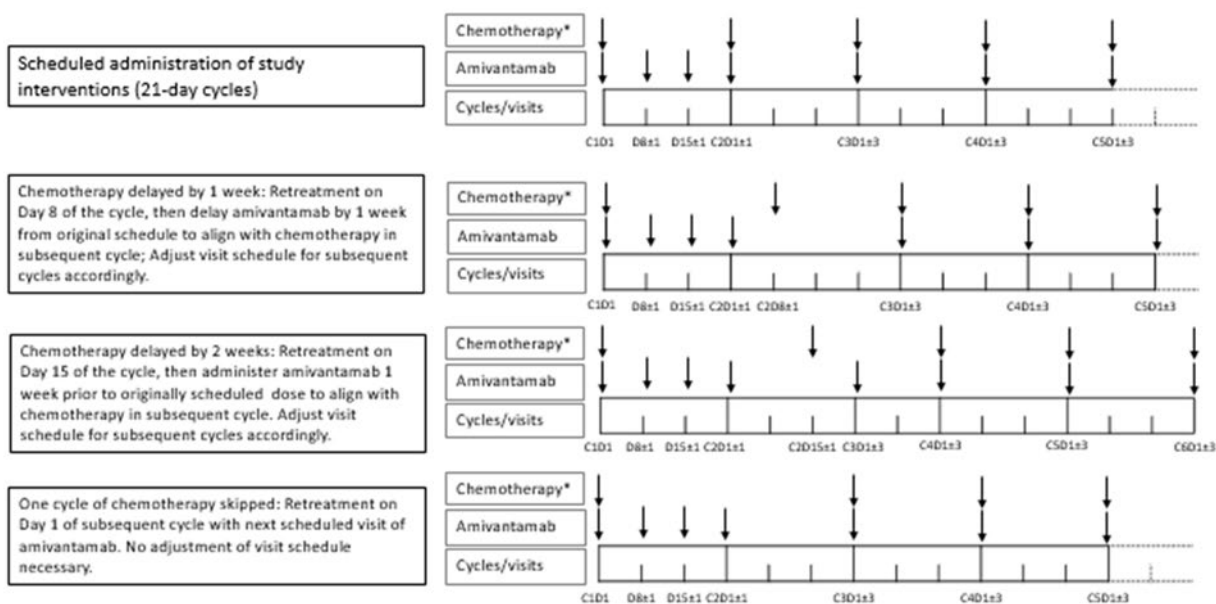 Scheduled administration of study
interventions (21-day cycles)
Chemotherapy*
Amivantamab
Cycles/visits
C1D1 D8±1 D15±1 C2D1±1 C3D1±3 C4D1±3 C5D1±3
Chemotherapy delayed by 1 week: Retreatment on
Day 8 of the cycle, then delay amivantamab by 1 week
from original schedule to align with chemotherapy in
subsequent cycle; Adjust visit schedule for subsequent
cycles accordingly.
Chemotherapy*
Amivantamab
Cycles/visits
C1D1 D8±1 D15±1 C2D1±1 C2D8±1 C3D1±3 C4D1±3 C5D1±3
Chemotherapy delayed by 2 weeks: Retreatment on
Day 15 of the cycle, then administer amivantamab 1
week prior to originally scheduled dose to align with
chemotherapy in subsequent cycle. Adjust visit
schedule for subsequent cycles accordingly.
Chemotherapy*
Amivantamab
Cycles/visits
C1D1 D8±1 D15±1 C2D1±1 C2D15±1 C3D1±3 C4D1±3 C5D1±3 C6D1±3
One cycle of chemotherapy skipped: Retreatment on
Day 1 of subsequent cycle with next scheduled visit of
amivantamab. No adjustment of visit schedule
necessary.
Chemotherapy*
Amivantamab
Cycles/visits
C1D1 D8±1 D15±1 C2D1±1 C3D1±3 C4D1±3 C5D1±3